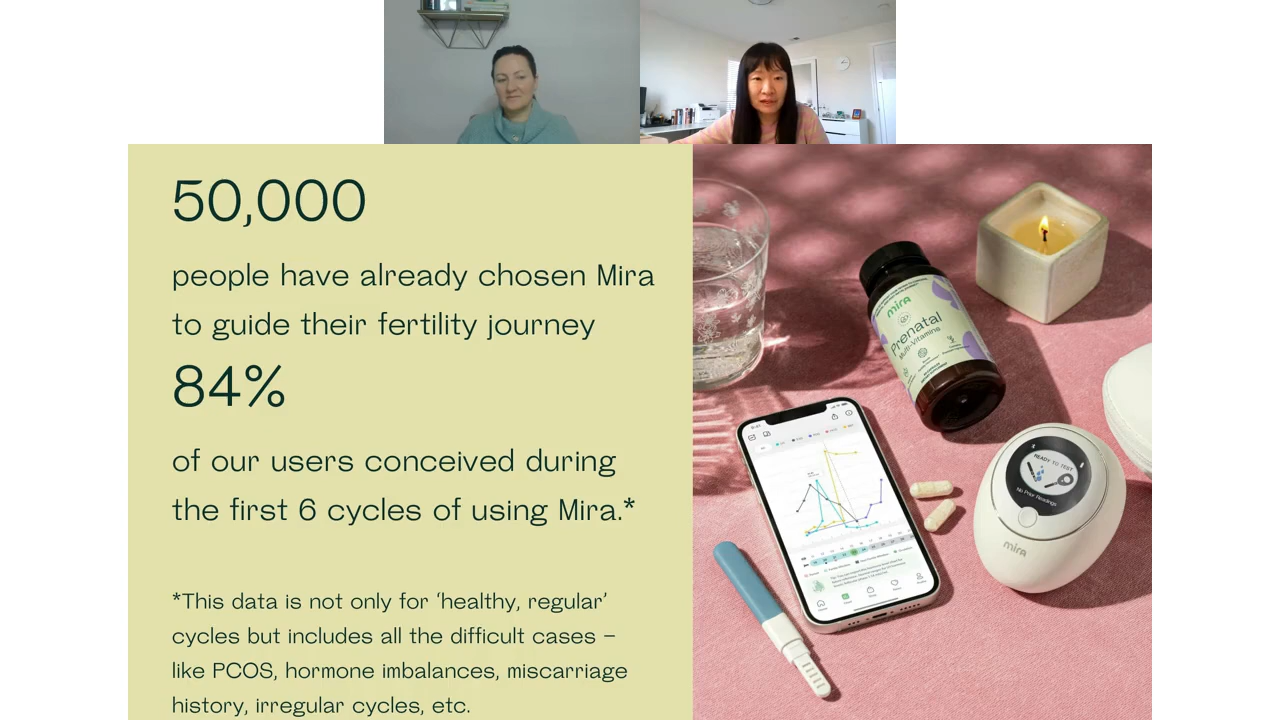 50,000
people have already chosen Mira
to guide their fertility journey
84%
of our users conceived during
the first 6 cycles of using Mira.*
*This data is not only for ‘healthy, regular’
cycles but includes all the difficult cases –
like PCOS, hormone imbalances, miscarriage
history, irregular cycles, etc.
mira
Prenatal
Multi-Vitamins
READY TO TEST
No Prior Readings
mira